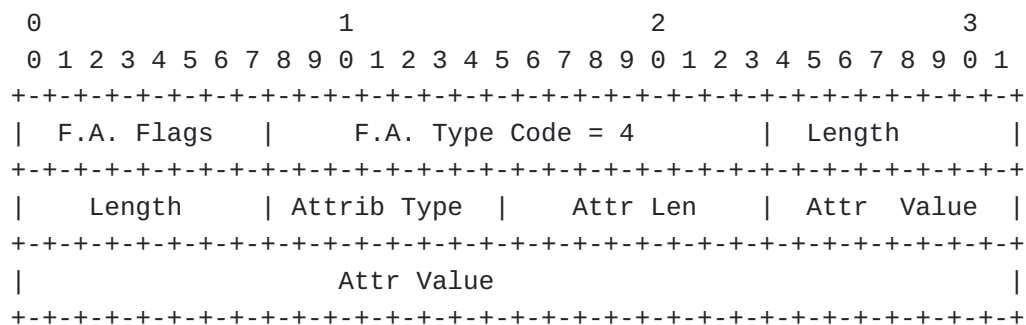 0                   1                   2                   3
 0 1 2 3 4 5 6 7 8 9 0 1 2 3 4 5 6 7 8 9 0 1 2 3 4 5 6 7 8 9 0 1
+-+-+-+-+-+-+-+-+-+-+-+-+-+-+-+-+-+-+-+-+-+-+-+-+-+-+-+-+-+-+-+-+
|  F.A. Flags   |     F.A. Type Code = 4        |  Length       |
+-+-+-+-+-+-+-+-+-+-+-+-+-+-+-+-+-+-+-+-+-+-+-+-+-+-+-+-+-+-+-+-+
|    Length     | Attrib Type  |    Attr Len    |  Attr  Value  |
+-+-+-+-+-+-+-+-+-+-+-+-+-+-+-+-+-+-+-+-+-+-+-+-+-+-+-+-+-+-+-+-+
|                    Attr Value                                 |
+-+-+-+-+-+-+-+-+-+-+-+-+-+-+-+-+-+-+-+-+-+-+-+-+-+-+-+-+-+-+-+-+